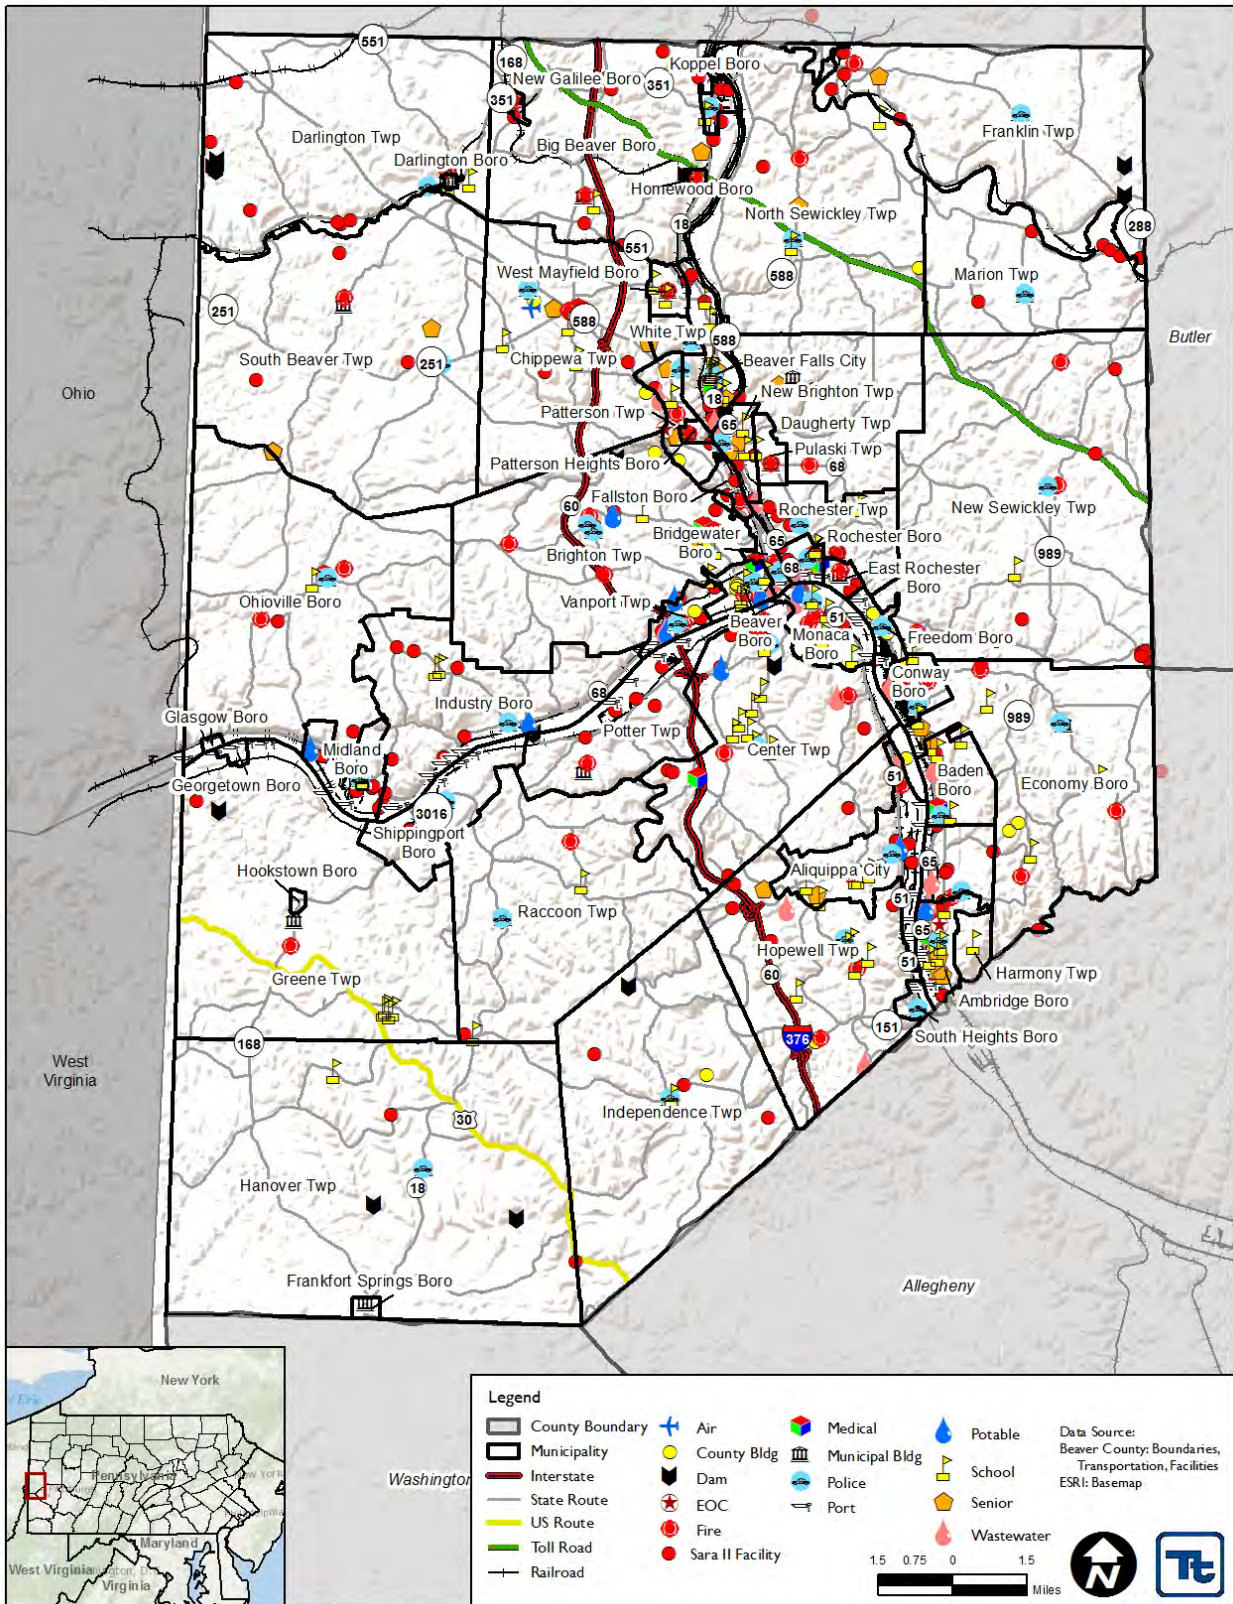 551
168
New Galilee Boro
351
351
Koppel Boro
Darlington Twp
Big Beaver Boro
Franklin Twp
Darlington Boro
Homewood Boro
North Sewickley Twp
18
288
551
West Mayfield Boro
588
Marion Twp
251
588
White Twp
588
Butler
South Beaver Twp
251
Chippewa Twp
Beaver Falls City
Ohio
18
New Brighton Twp
Patterson Twp
65
Daugherty Twp
Pulaski Twp
68
Patterson Heights Boro
Fallston Boro
60
Rochester Twp
New Sewickley Twp
Bridgewater
Boro
65
Rochester Boro
Brighton Twp
989
68
East Rochester
Boro
Vanport Twp
Ohioville Boro
Beaver
Boro
51
Monaca
Boro
Freedom Boro
Conway
Boro
68
Industry Boro
Glasgow Boro
989
Potter Twp
Center Twp
Midland
Boro
Georgetown Boro
51
Baden
Boro
Economy Boro
3016
Shippingport
Boro
Hookstown Boro
Aliquippa City
65
51
Raccoon Twp
65
Hopewell Twp
51
Harmony Twp
60
Greene Twp
Ambridge Boro
151
South Heights Boro
376
168
West
Virginia
Independence Twp
30
Hanover Twp
18
Frankfort Springs Boro
Allegheny
Washington
New York
Pennsylvania
New York
Maryland
West Virginia
Virginia
Legend
County Boundary
Municipality
Interstate
State Route
US Route
Toll Road
Railroad
Air
County Bldg
Dam
EOC
Fire
Sara II Facility
Medical
Municipal Bldg
Police
Port
Potable
School
Senior
Wastewater
Data Source:
Beaver County: Boundaries,
Transportation, Facilities
ESRI: Basemap
1.5 0.75 0 1.5
Miles
N
Tt